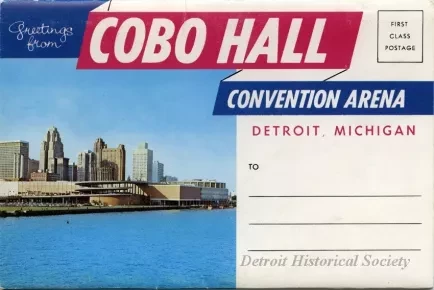 Greetings
from
COBO HALL
FIRST
CLASS
POSTAGE
CONVENTION ARENA
DETROIT, MICHIGAN
TO
Detroit Historical Society